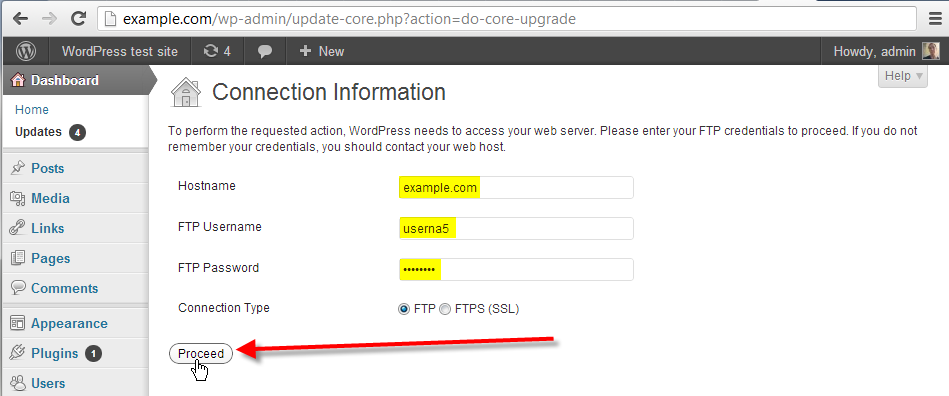 example.com/wp-admin/update-core.php?action=do-core-upgrade
WordPress test site 4 + New Howdy, admin
Dashboard
Home
Updates 4
Posts
Media
Links
Pages
Comments
Appearance
Plugins 1
Users
Help
Connection Information
To perform the requested action, WordPress needs to access your web server. Please enter your FTP credentials to proceed. If you do not
remember your credentials, you should contact your web host.
Hostname example.com
FTP Username userna5
FTP Password ••••••••
Connection Type FTP FTPS (SSL)
Proceed